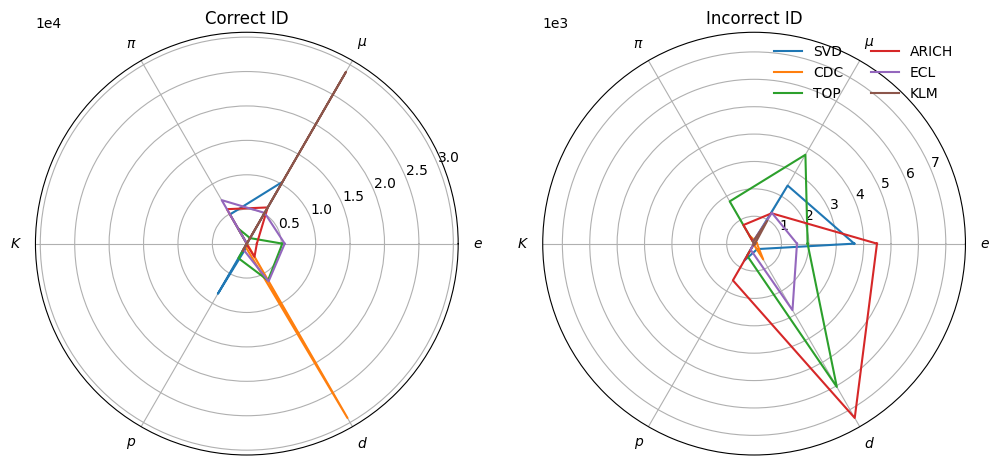 Correct ID
1e4
π
μ
K
e
p
d
0.5
1.0
1.5
2.0
2.5
3.0
Incorrect ID
1e3
π
μ
K
e
p
d
1
2
3
4
5
6
7
SVD
CDC
TOP
ARICH
ECL
KLM